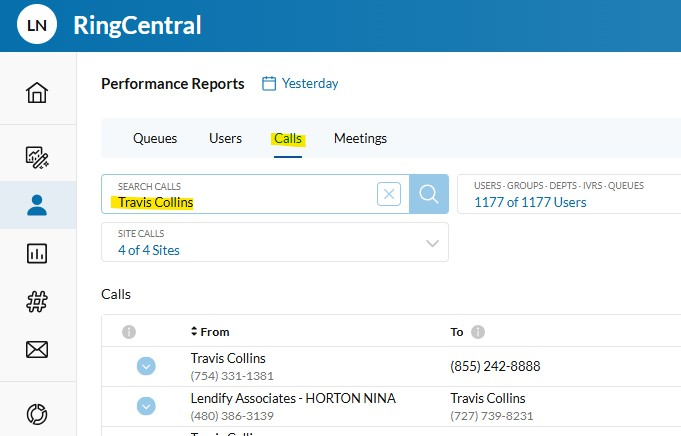 LN
RingCentral
Performance Reports
Yesterday
Queues Users Calls Meetings
SEARCH CALLS
Travis Collins
USERS - GROUPS - DEPTS - IVRS - QUEUES
1177 of 1177 Users
SITE CALLS
4 of 4 Sites
Calls
From To
Travis Collins
(754) 331-1381
(855) 242-8888
Lendify Associates - HORTON NINA
(480) 386-3139
Travis Collins
(727) 739-8231